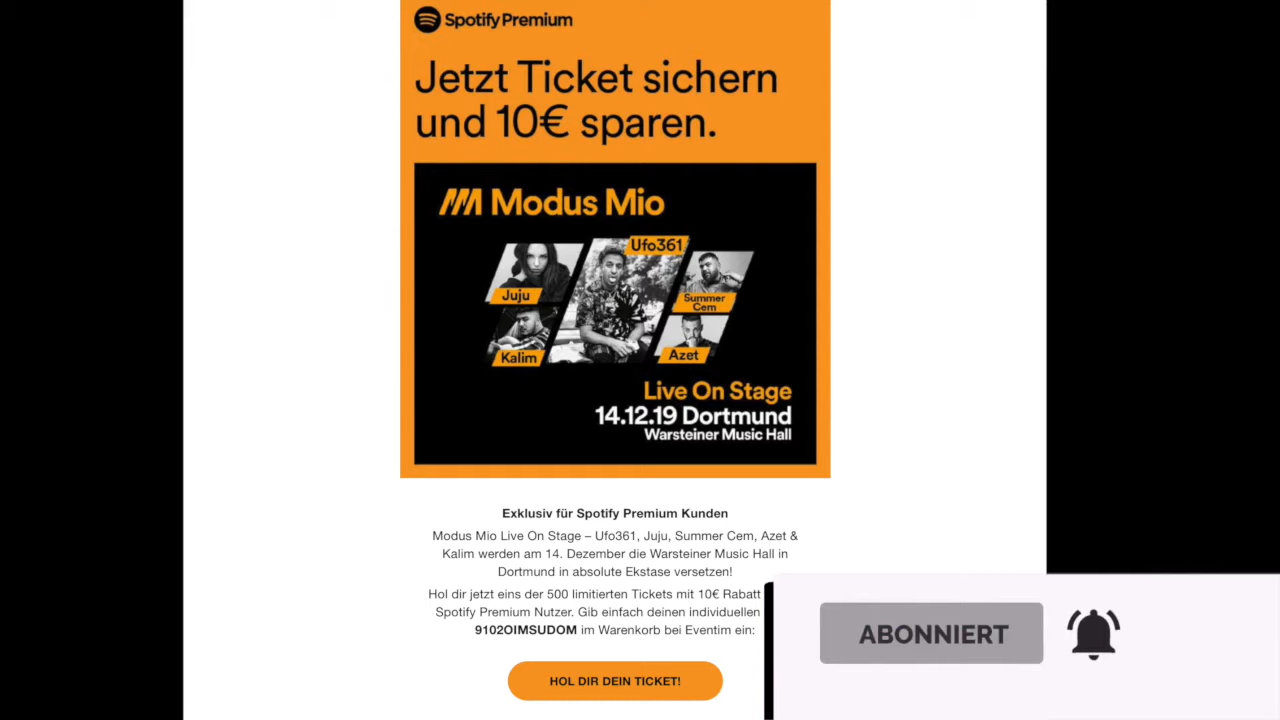 Spotify Premium
Jetzt Ticket sichern
und 10€ sparen.
Modus Mio
Ufo361
Juju
Summer
Cem
Kalim
Azet
Live On Stage
14.12.19 Dortmund
Warsteiner Music Hall
Exklusiv für Spotify Premium Kunden
Modus Mio Live On Stage – Ufo361, Juju, Summer Cem, Azet &
Kalim werden am 14. Dezember die Warsteiner Music Hall in
Dortmund in absolute Ekstase versetzen!
Hol dir jetzt eins der 500 limitierten Tickets mit 10€ Rabatt
Spotify Premium Nutzer. Gib einfach deinen individuellen
9102OIMSUDOM im Warenkorb bei Eventim ein:
HOL DIR DEIN TICKET!
ABONNIERT